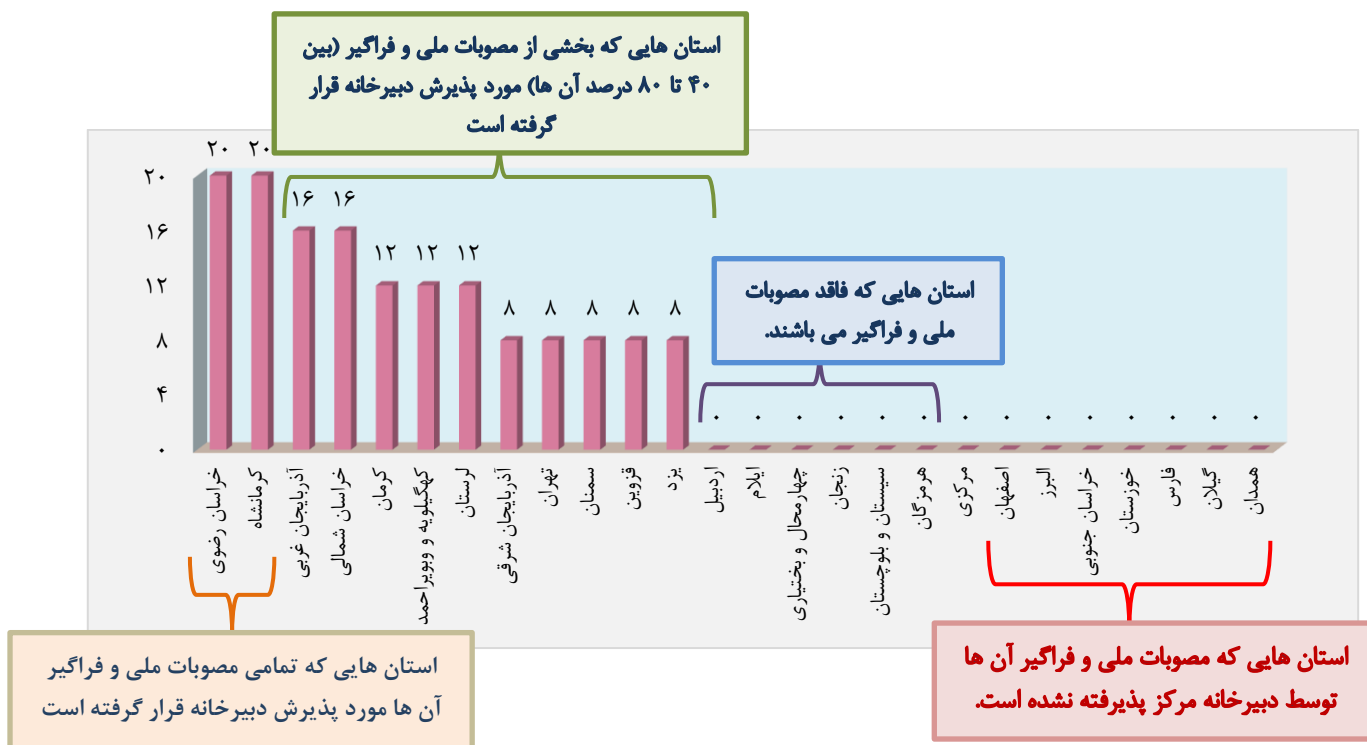 استان هایی که بخشی از مصوبات ملی و فراگیر (بین
۴۰ تا ۸۰ درصد آن ها) مورد پذیرش دبیرخانه قرار
گرفته است
۲۰
۱۶
۱۲
۸
۴
۰
۲۰
۲۰
۱۶
۱۶
۱۲
۱۲
۱۲
۸
۸
۸
۸
۸
۰
۰
۰
۰
۰
۰
۰
۰
۰
۰
۰
۰
۰
۰
استان هایی که فاقد مصوبات
ملی و فراگیر می باشند.
خراسان رضوی
کرمانشاه
آذربایجان غربی
خراسان شمالی
کرمان
کهگیلویه و وبویراحمد
لرستان
آذربایجان شرقی
تهران
سمنان
قزوین
یزد
اردبیل
ایلام
چهارمحال و بختیاری
زنجان
سیستان و بلوچستان
هرمزگان
مرکزی
اصفهان
البرز
خراسان جنوبی
خوزستان
فارس
گیلان
همدان
استان هایی که تمامی مصوبات ملی و فراگیر
آن ها مورد پذیرش دبیرخانه قرار گرفته است
استان هایی که مصوبات ملی و فراگیر آن ها
توسط دبیرخانه مرکز پذیرفته نشده است.